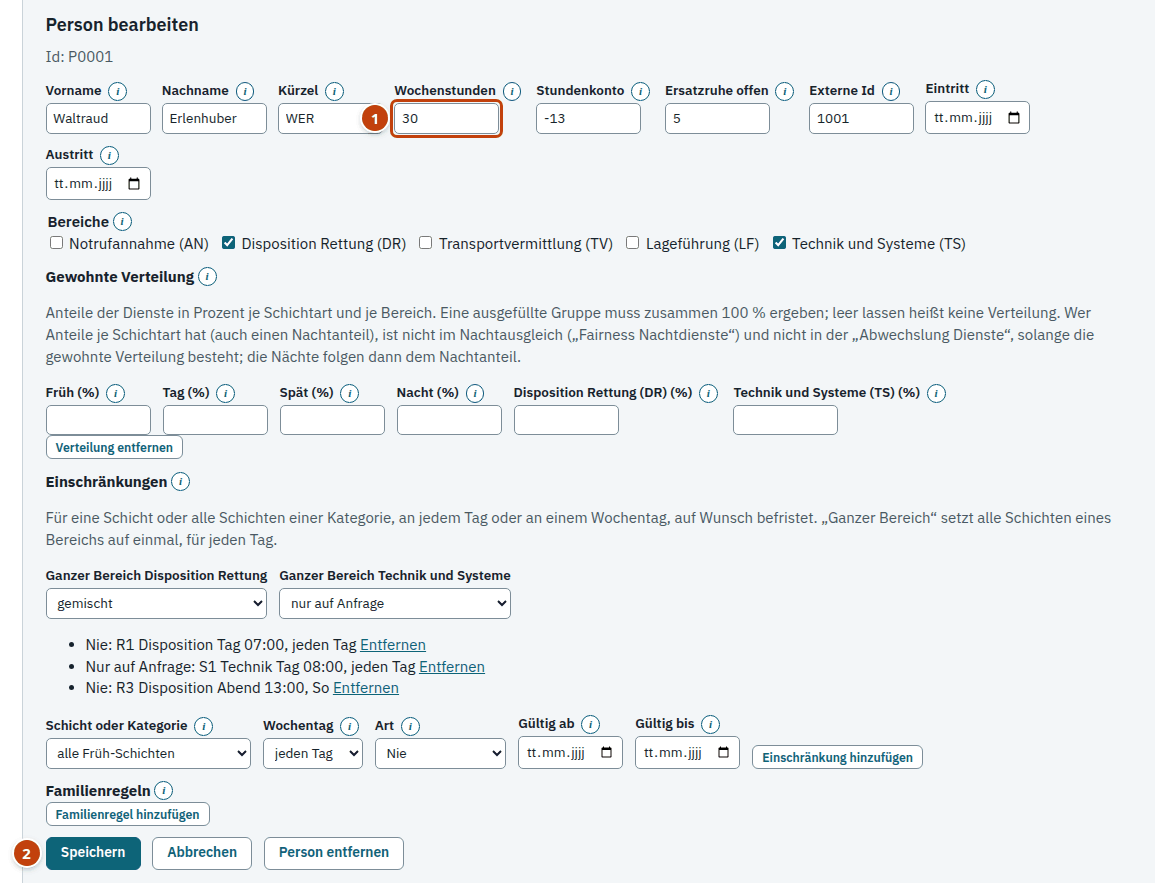 Person bearbeiten
Id: P0001
Vorname i Nachname i Kürzel i Wochenstunden i Stundenkonto i Ersatzruhe offen i Externe Id i Eintritt i
Waltraud Erlenhuber WER 1 30 -13 5 1001 tt.mm.jjjj
Austritt i
tt.mm.jjjj
Bereiche i
Notrufannahme (AN) Disposition Rettung (DR) Transportvermittlung (TV) Lageführung (LF) Technik und Systeme (TS)
Gewohnte Verteilung i
Anteile der Dienste in Prozent je Schichtart und je Bereich. Eine ausgefüllte Gruppe muss zusammen 100 % ergeben; leer lassen heißt keine Verteilung. Wer
Anteile je Schichtart hat (auch einen Nachtanteil), ist nicht im Nachtausgleich („Fairness Nachtdienste“) und nicht in der „Abwechslung Dienste“, solange die
gewohnte Verteilung besteht; die Nächte folgen dann dem Nachtanteil.
Früh (%) i Tag (%) i Spät (%) i Nacht (%) i Disposition Rettung (DR) (%) i Technik und Systeme (TS) (%) i
Verteilung entfernen
Einschränkungen i
Für eine Schicht oder alle Schichten einer Kategorie, an jedem Tag oder an einem Wochentag, auf Wunsch befristet. „Ganzer Bereich“ setzt alle Schichten eines
Bereichs auf einmal, für jeden Tag.
Ganzer Bereich Disposition Rettung Ganzer Bereich Technik und Systeme
gemischt nur auf Anfrage
• Nie: R1 Disposition Tag 07:00, jeden Tag Entfernen
• Nur auf Anfrage: S1 Technik Tag 08:00, jeden Tag Entfernen
• Nie: R3 Disposition Abend 13:00, So Entfernen
Schicht oder Kategorie i Wochentag i Art i Gültig ab i Gültig bis i
alle Früh-Schichten jeden Tag Nie tt.mm.jjjj tt.mm.jjjj Einschränkung hinzufügen
Familienregeln i
Familienregel hinzufügen
2 Speichern Abbrechen Person entfernen